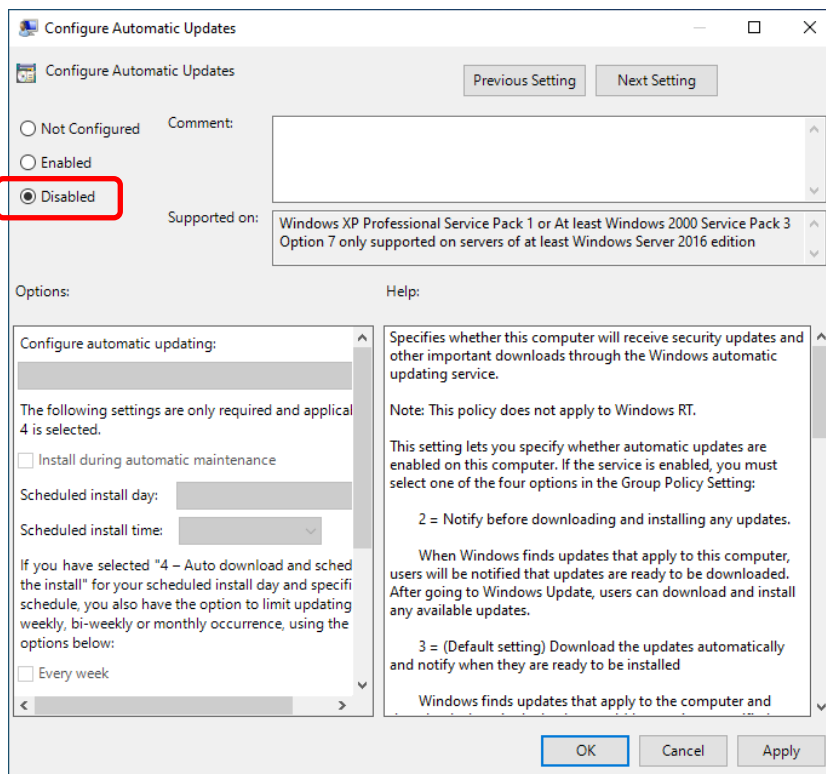 Configure Automatic Updates
Configure Automatic Updates
Previous Setting
Next Setting
Not Configured
Comment:
Enabled
Disabled
Supported on:
Windows XP Professional Service Pack 1 or At least Windows 2000 Service Pack 3
Option 7 only supported on servers of at least Windows Server 2016 edition
Options:
Help:
Configure automatic updating:
The following settings are only required and applical
4 is selected.
Install during automatic maintenance
Scheduled install day:
Scheduled install time:
If you have selected "4 – Auto download and sched
the install" for your scheduled install day and specifi
schedule, you also have the option to limit updating
weekly, bi-weekly or monthly occurrence, using the
options below:
Every week
Specifies whether this computer will receive security updates and
other important downloads through the Windows automatic
updating service.
Note: This policy does not apply to Windows RT.
This setting lets you specify whether automatic updates are
enabled on this computer. If the service is enabled, you must
select one of the four options in the Group Policy Setting:
2 = Notify before downloading and installing any updates.
When Windows finds updates that apply to this computer,
users will be notified that updates are ready to be downloaded.
After going to Windows Update, users can download and install
any available updates.
3 = (Default setting) Download the updates automatically
and notify when they are ready to be installed
Windows finds updates that apply to the computer and
OK
Cancel
Apply